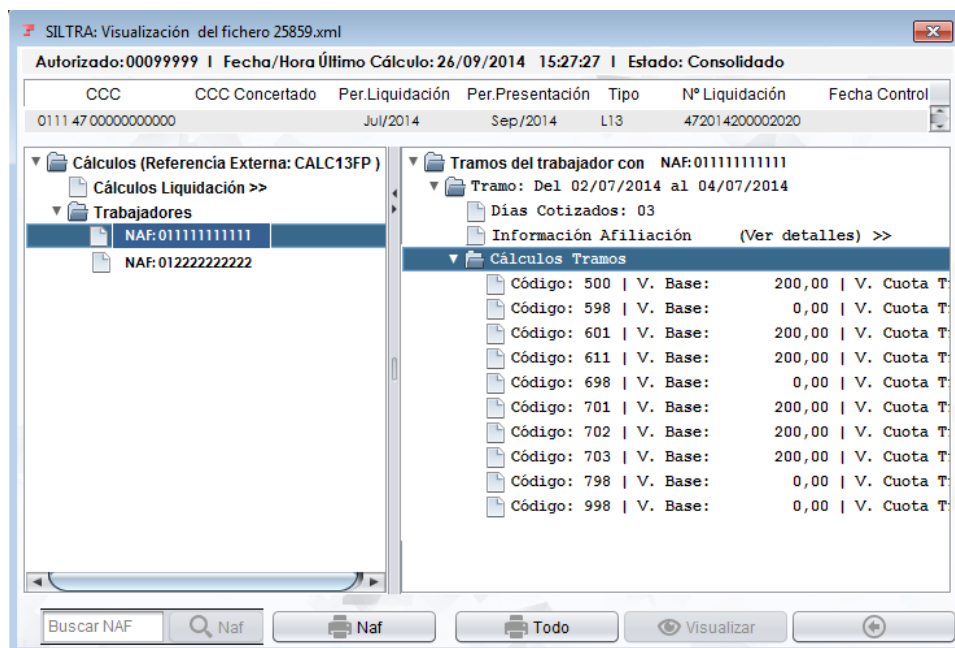 SILTRA: Visualización del fichero 25859.xml
Autorizado: 00099999 I Fecha/Hora Último Cálculo: 26/09/2014 15:27:27 I Estado: Consolidado
CCC CCC Concertado Per.Liquidación Per.Presentación Tipo Nº Liquidación Fecha Control
0111 47 00000000000 Jul/2014 Sep/2014 L13 472014200002020
Cálculos (Referencia Externa: CALC13FP )
Cálculos Liquidación >>
Trabajadores
NAF: 011111111111
NAF: 012222222222
Tramos del trabajador con NAF: 011111111111
Tramo: Del 02/07/2014 al 04/07/2014
Días Cotizados: 03
Información Afiliación (Ver detalles) >>
Cálculos Tramos
Código: 500 | V. Base: 200,00 | V. Cuota T
Código: 598 | V. Base: 0,00 | V. Cuota T
Código: 601 | V. Base: 200,00 | V. Cuota T
Código: 611 | V. Base: 200,00 | V. Cuota T
Código: 698 | V. Base: 0,00 | V. Cuota T
Código: 701 | V. Base: 200,00 | V. Cuota T
Código: 702 | V. Base: 200,00 | V. Cuota T
Código: 703 | V. Base: 200,00 | V. Cuota T
Código: 798 | V. Base: 0,00 | V. Cuota T
Código: 998 | V. Base: 0,00 | V. Cuota T
Buscar NAF Naf Naf Todo Visualizar